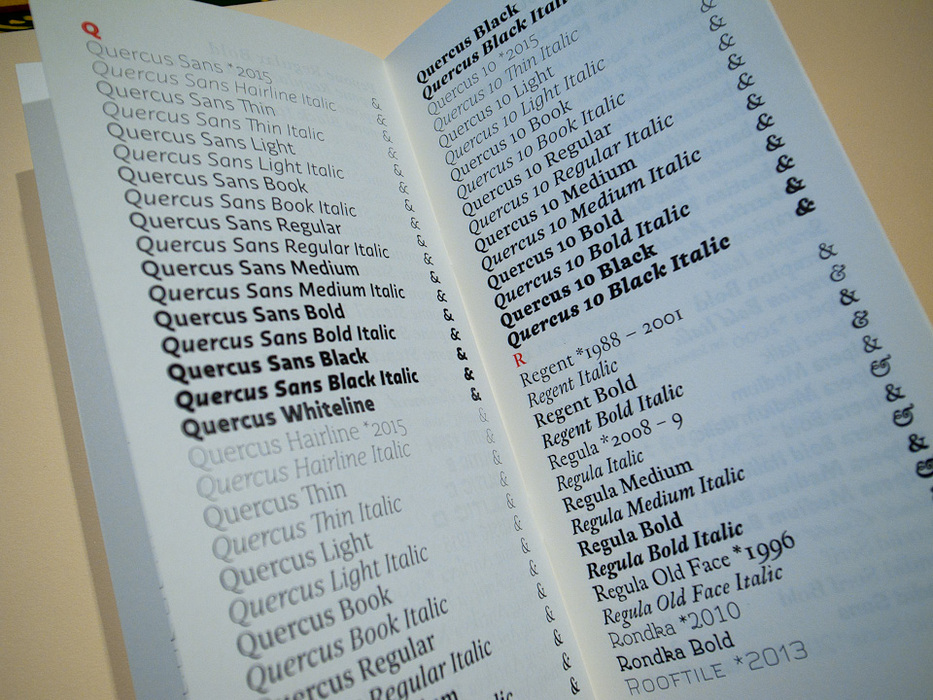 Q
Quercus Sans *2015 &
Quercus Sans Hairline Italic &
Quercus Sans Thin &
Quercus Sans Thin Italic &
Quercus Sans Light &
Quercus Sans Light Italic &
Quercus Sans Book &
Quercus Sans Book Italic &
Quercus Sans Regular &
Quercus Sans Regular Italic &
Quercus Sans Medium &
Quercus Sans Medium Italic &
Quercus Sans Bold &
Quercus Sans Bold Italic &
Quercus Sans Black &
Quercus Sans Black Italic &
Quercus Whiteline &
Quercus Hairline *2015 &
Quercus Hairline Italic &
Quercus Thin &
Quercus Thin Italic &
Quercus Light &
Quercus Light Italic &
Quercus Book &
Quercus Book Italic &
Quercus Regular &
Regular Italic &
Quercus Black
Quercus Black Ital
Quercus 10 *2015
Quercus 10 Thin Italic
Quercus 10 Light
Quercus 10 Light Italic &
Quercus 10 Book &
Quercus 10 Book Italic &
Quercus 10 Regular &
Quercus 10 Regular Italic &
Quercus 10 Medium &
Quercus 10 Medium Italic &
Quercus 10 Bold &
Quercus 10 Bold Italic &
Quercus 10 Black &
Quercus 10 Black Italic &
R
Regent *1988 – 2001 &
Regent Italic &
Regent Bold &
Regent Bold Italic &
Regula *2008 – 9 &
Regula Italic &
Regula Medium &
Regula Medium Italic &
Regula Bold &
Regula Bold Italic &
Regula Old Face *1996
Regula Old Face Italic
Rondka *2010
Rondka Bold
ROOFTILE *2013